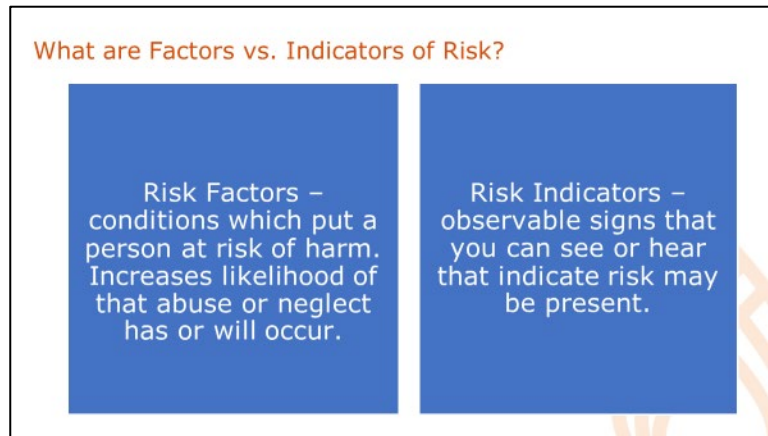 What are Factors vs. Indicators of Risk?
Risk Factors –
conditions which put a
person at risk of harm.
Increases likelihood of
that abuse or neglect
has or will occur.
Risk Indicators –
observable signs that
you can see or hear
that indicate risk may
be present.